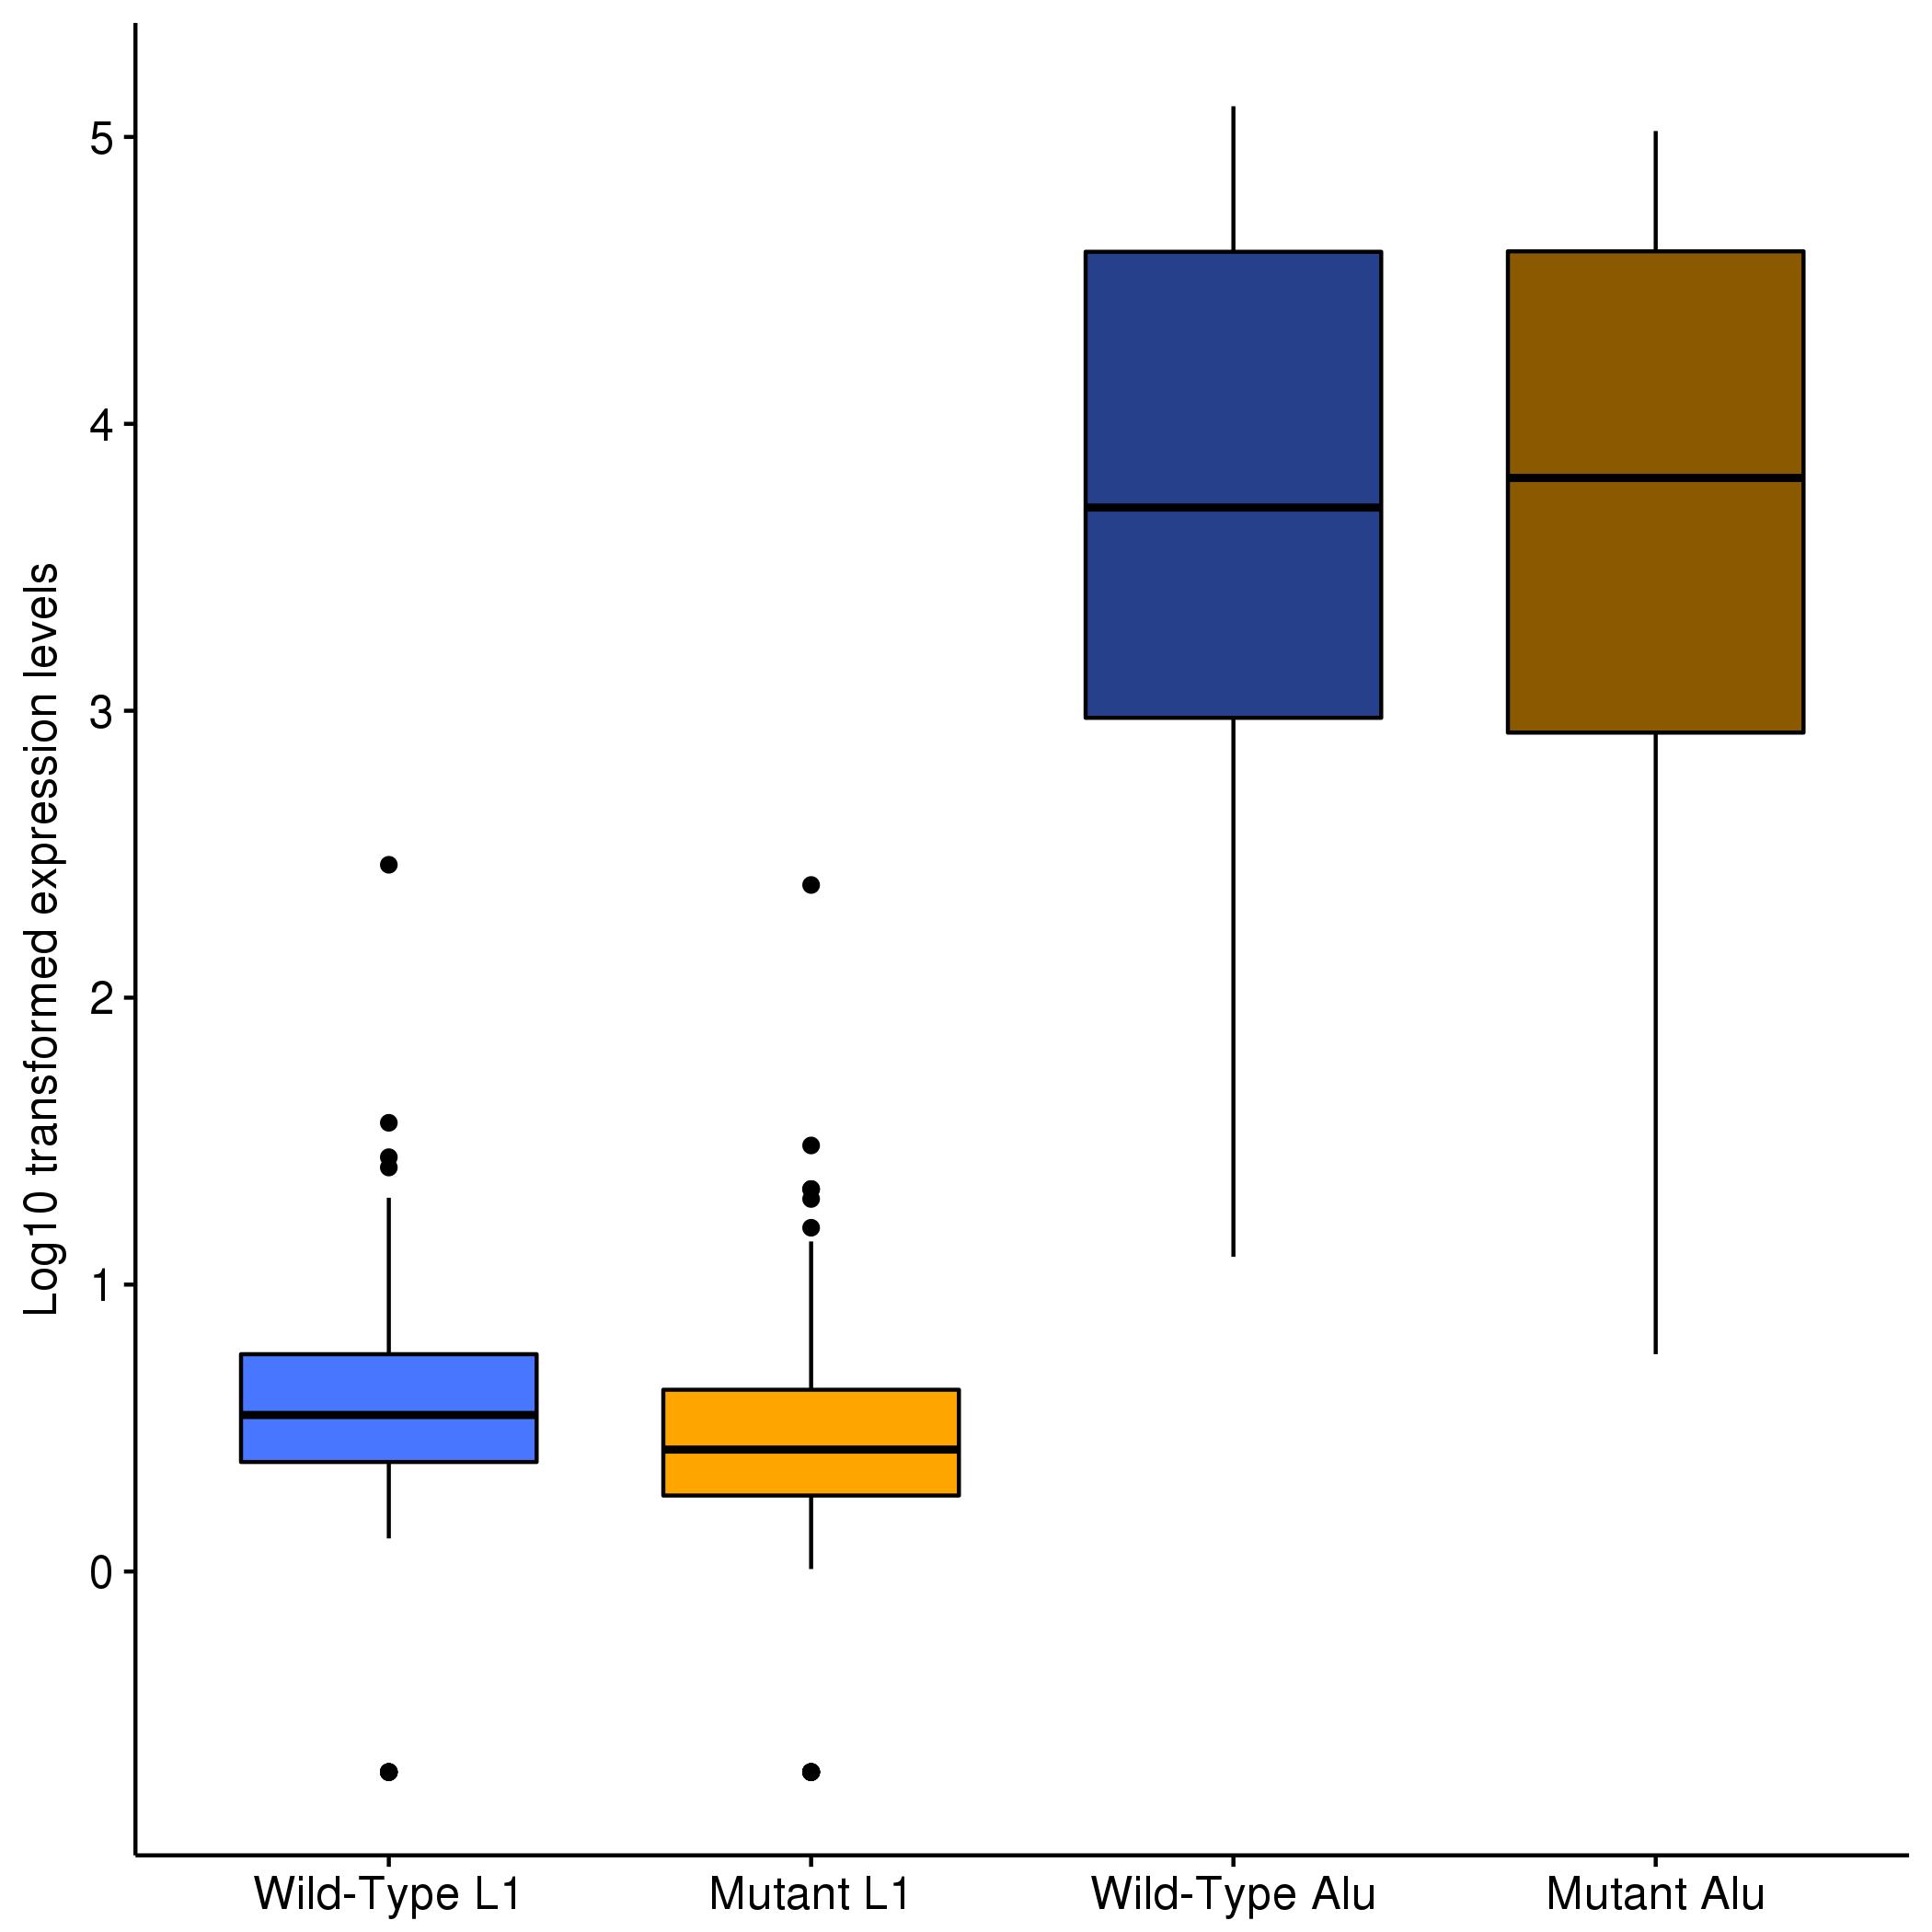 Log10 transformed expression levels
5
4
3
2
1
0
Wild-Type L1
Mutant L1
Wild-Type Alu
Mutant Alu